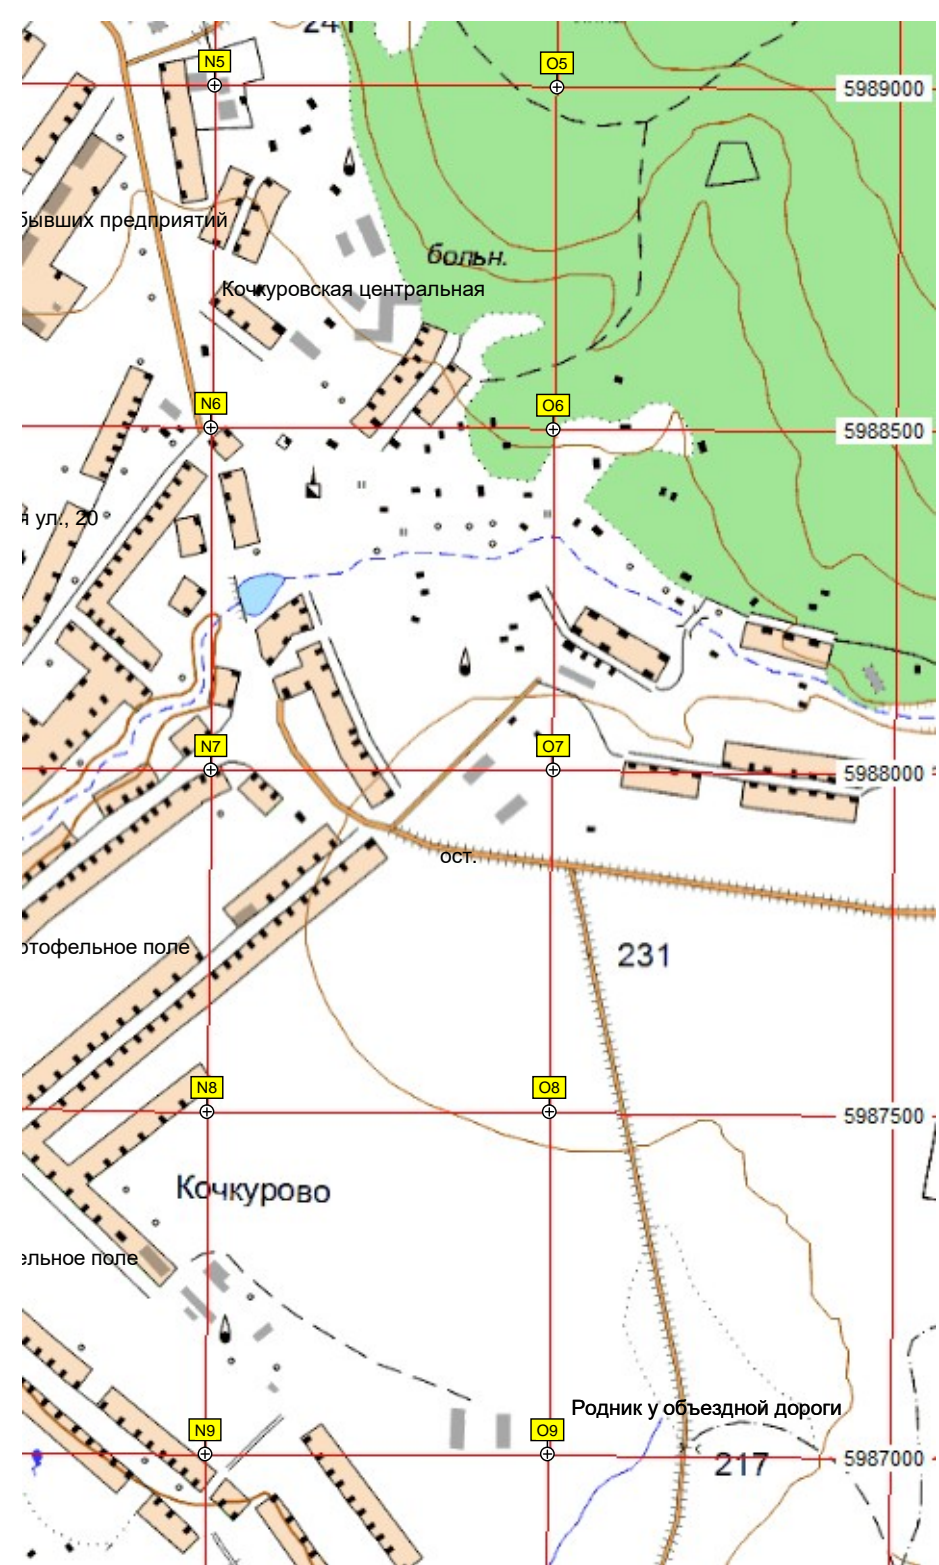 241
N5
O5
5989000
бывших предприятий
больн.
Кочкуровская центральная
N6
O6
5988500
я ул., 20
N7
O7
5988000
ост.
231
отофельное поле
N8
O8
5987500
Кочкурово
ельное поле
Родник у объездной дороги
N9
O9
217
5987000